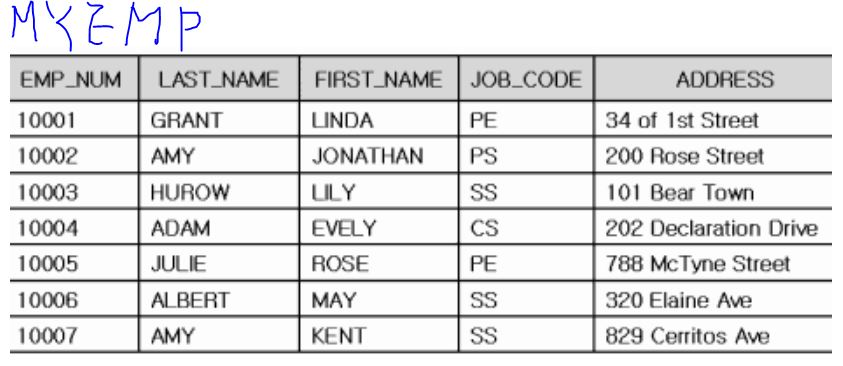 MYEMP
EMP_NUM LAST_NAME FIRST_NAME JOB_CODE ADDRESS
10001 GRANT LINDA PE 34 of 1st Street
10002 AMY JONATHAN PS 200 Rose Street
10003 HUROW LILY SS 101 Bear Town
10004 ADAM EVELY CS 202 Declaration Drive
10005 JULIE ROSE PE 788 McTyne Street
10006 ALBERT MAY SS 320 Elaine Ave
10007 AMY KENT SS 829 Cerritos Ave